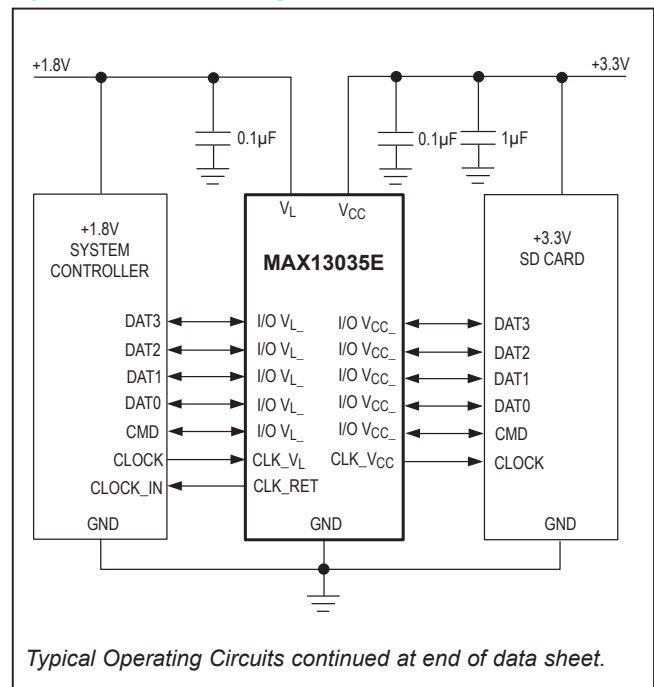 +1.8V
+3.3V
0.1µF
0.1µF
1µF
+1.8V
SYSTEM
CONTROLLER
DAT3
DAT2
DAT1
DAT0
CMD
CLOCK
CLOCK_IN
GND
VL
VCC
MAX13035E
I/O VL_
I/O VL_
I/O VL_
I/O VL_
I/O VL_
CLK_VL
CLK_RET
I/O VCC_
I/O VCC_
I/O VCC_
I/O VCC_
I/O VCC_
CLK_VCC
GND
+3.3V
SD CARD
DAT3
DAT2
DAT1
DAT0
CMD
CLOCK
GND
Typical Operating Circuits continued at end of data sheet.